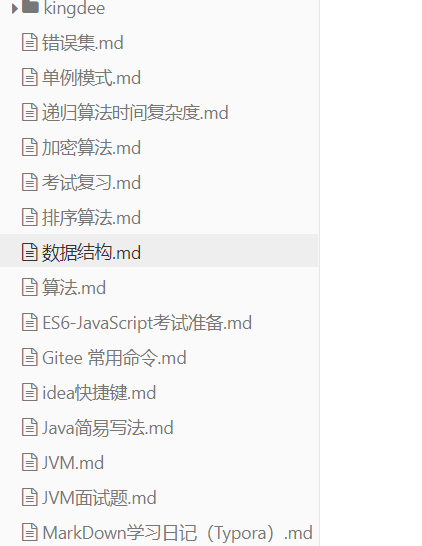 kingdee
错误集.md
单例模式.md
递归算法时间复杂度.md
加密算法.md
考试复习.md
排序算法.md
数据结构.md
算法.md
ES6-JavaScript考试准备.md
Gitee 常用命令.md
idea快捷键.md
Java简易写法.md
JVM.md
JVM面试题.md
MarkDown学习日记（Typora）.md